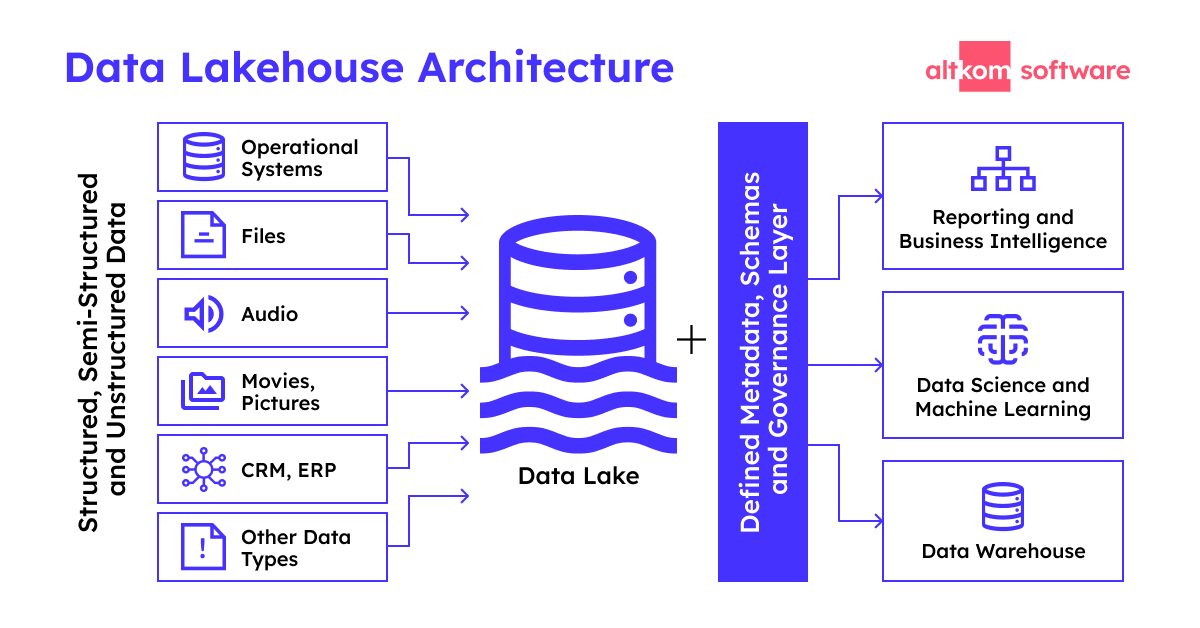 Data Lakehouse Architecture
altkom software
Structured, Semi-Structured
and Unstructured Data
Operational
Systems
Files
Audio
Movies,
Pictures
CRM, ERP
Other Data
Types
!
Data Lake
+
Defined Metadata, Schemas
and Governance Layer
Reporting and
Business Intelligence
Data Science and
Machine Learning
Data Warehouse